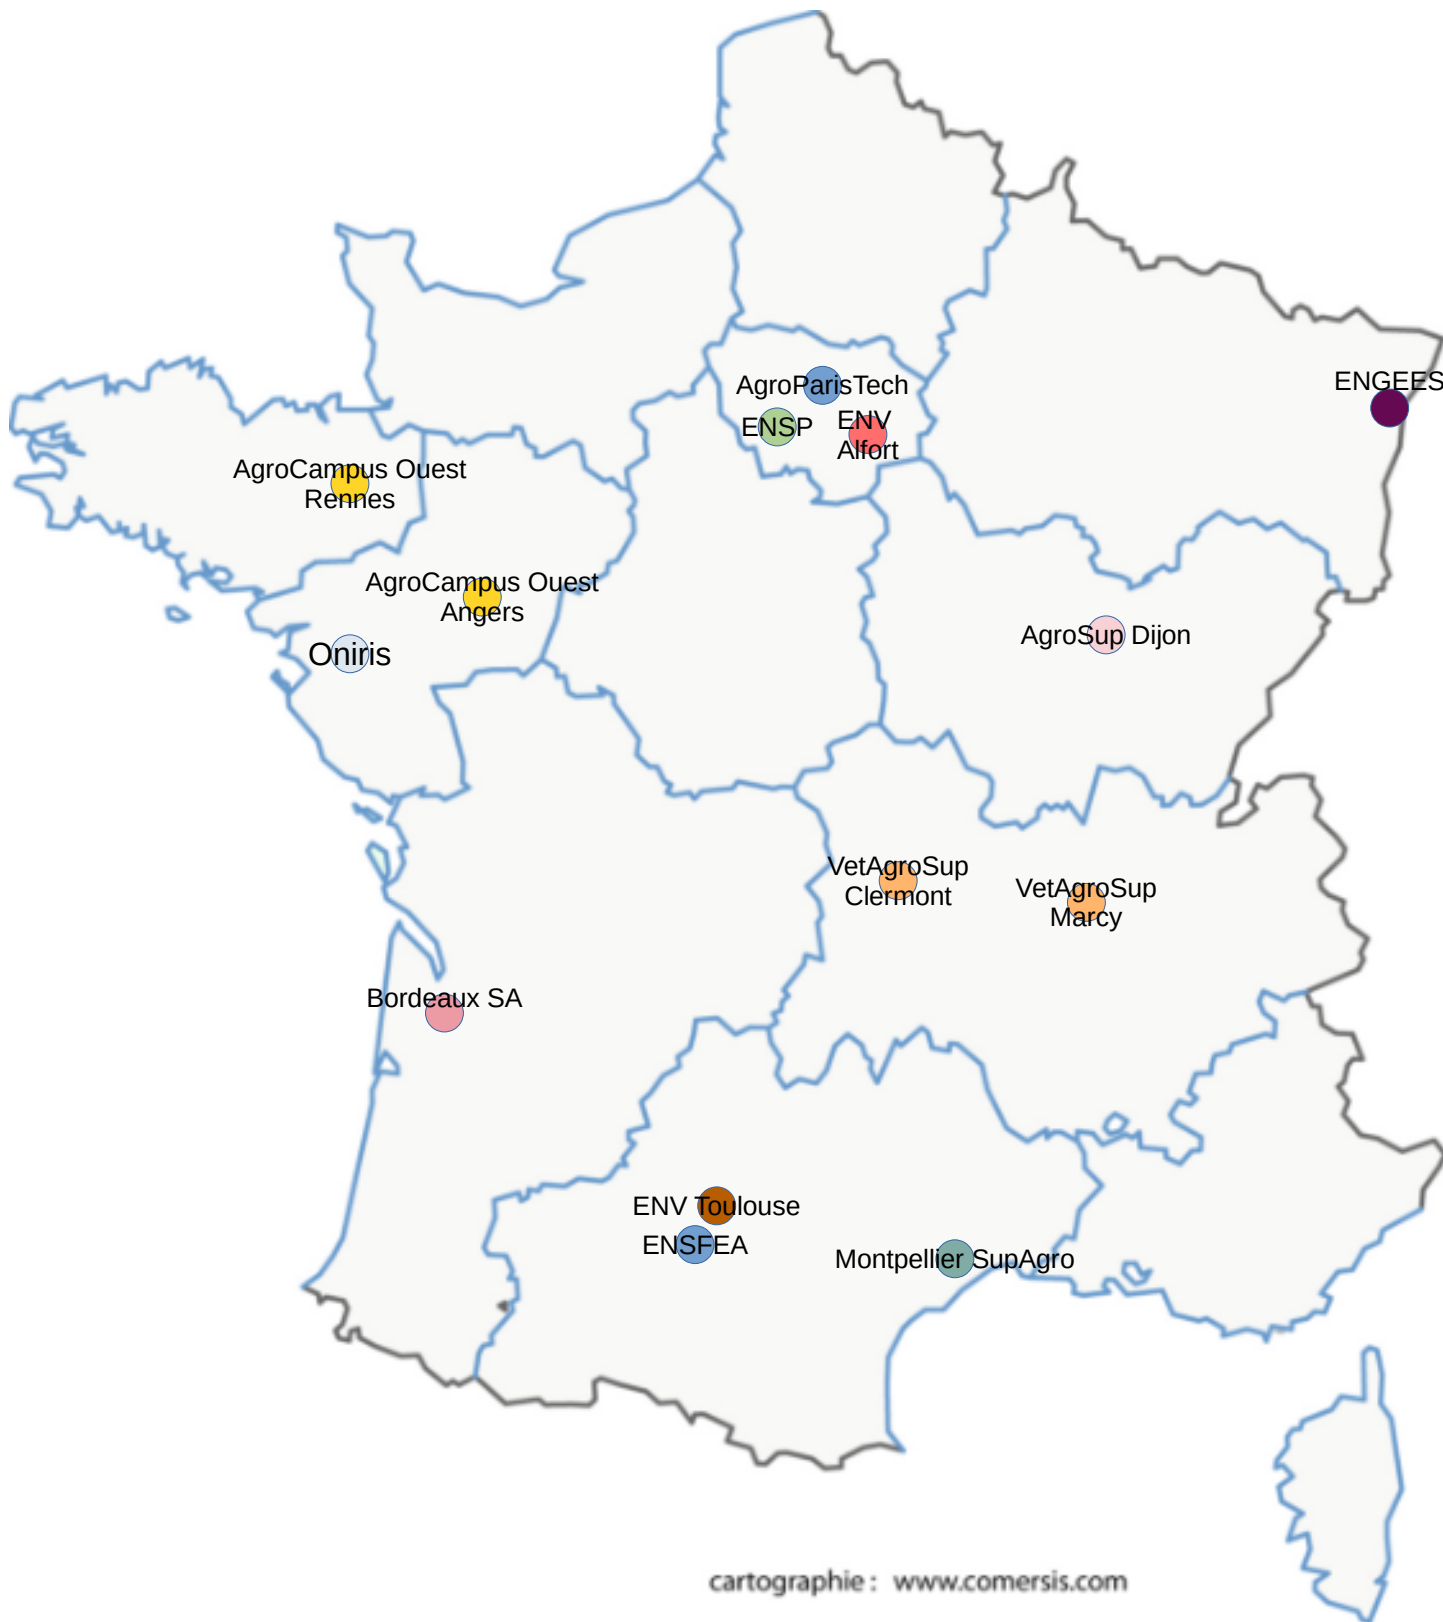 ENGEES
AgroParisTech
ENSP
ENV
Alfort
AgroCampus Ouest
Rennes
AgroCampus Ouest
Angers
AgroSup Dijon
Oniris
VetAgroSup
Clermont
VetAgroSup
Marcy
Bordeaux SA
ENV Toulouse
ENSFEA
Montpellier SupAgro
cartographie : www.comersis.com